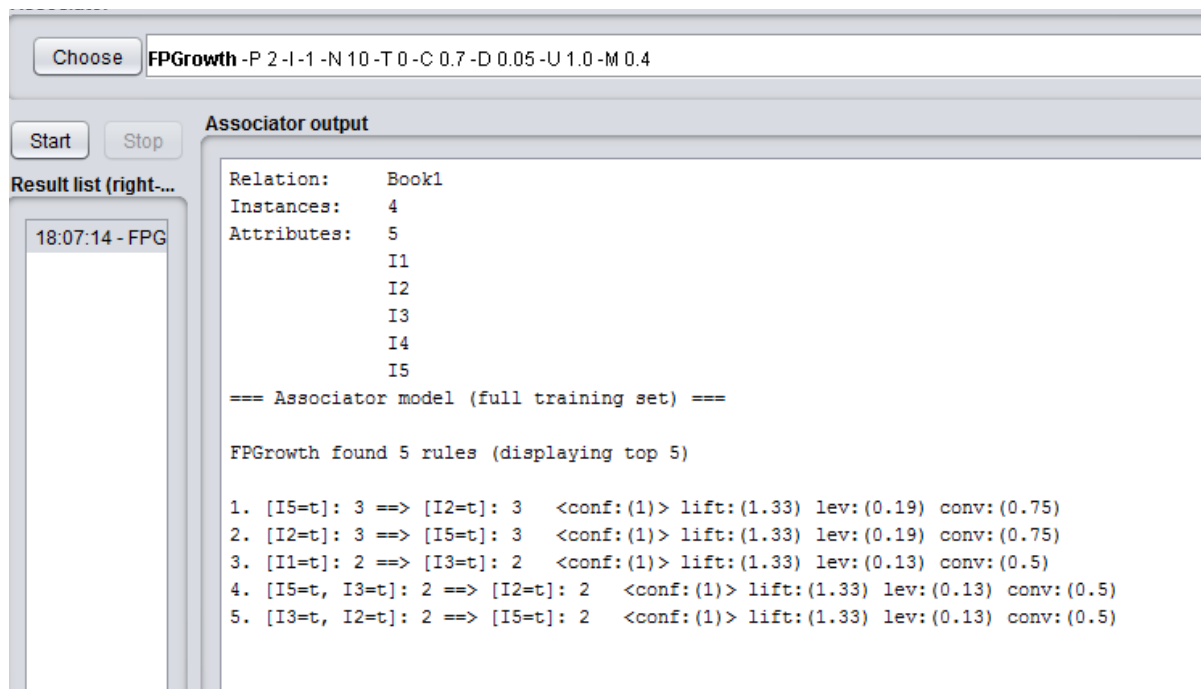 Choose FPGrowth -P 2 -I -1 -N 10 -T 0 -C 0.7 -D 0.05 -U 1.0 -M 0.4
Start Stop
Associator output
Result list (right-...
18:07:14 - FPG
Relation: Book1
Instances: 4
Attributes: 5
I1
I2
I3
I4
I5
=== Associator model (full training set) ===
FPGrowth found 5 rules (displaying top 5)
1. [I5=t]: 3 ==> [I2=t]: 3 <conf:(1)> lift:(1.33) lev:(0.19) conv:(0.75)
2. [I2=t]: 3 ==> [I5=t]: 3 <conf:(1)> lift:(1.33) lev:(0.19) conv:(0.75)
3. [I1=t]: 2 ==> [I3=t]: 2 <conf:(1)> lift:(1.33) lev:(0.13) conv:(0.5)
4. [I5=t, I3=t]: 2 ==> [I2=t]: 2 <conf:(1)> lift:(1.33) lev:(0.13) conv:(0.5)
5. [I3=t, I2=t]: 2 ==> [I5=t]: 2 <conf:(1)> lift:(1.33) lev:(0.13) conv:(0.5)